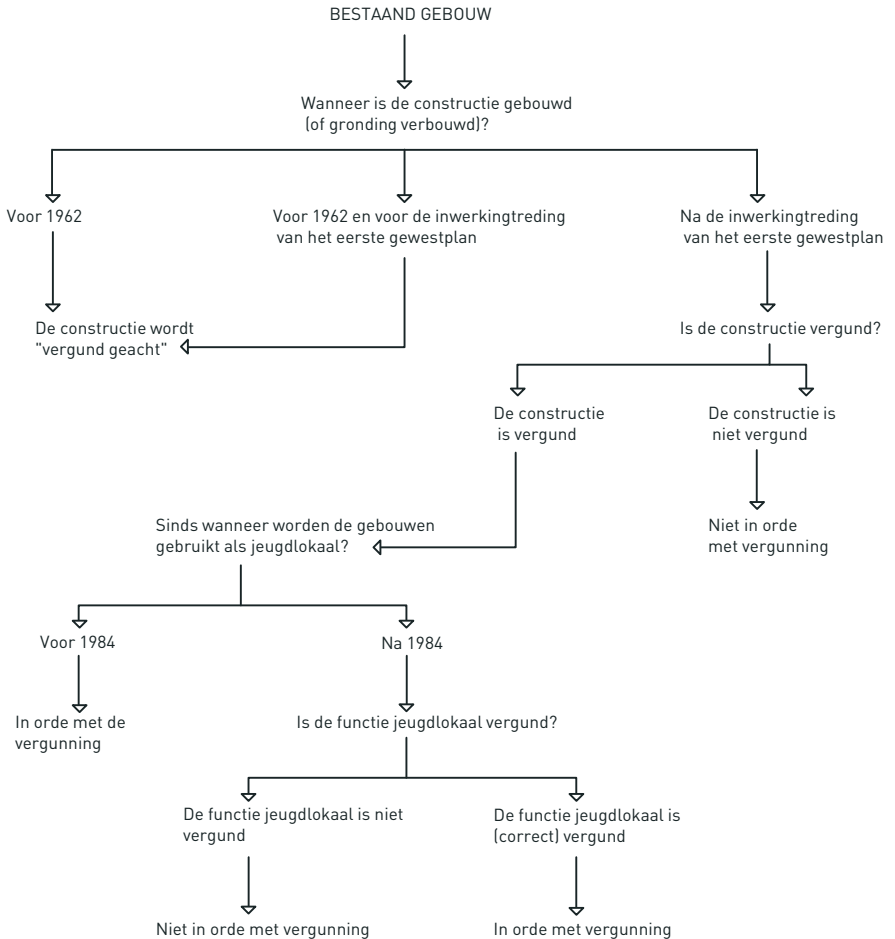 BESTAAND GEBOUW
Wanneer is de constructie gebouwd
(of gronding verbouwd)?
Voor 1962
Voor 1962 en voor de inwerkingtreding
van het eerste gewestplan
Na de inwerkingtreding
van het eerste gewestplan
De constructie wordt
"vergund geacht"
Is de constructie vergund?
De constructie
is vergund
De constructie is
niet vergund
Sinds wanneer worden de gebouwen
gebruikt als jeugdlokaal?
Niet in orde
met vergunning
Voor 1984
Na 1984
In orde met de
vergunning
Is de functie jeugdlokaal vergund?
De functie jeugdlokaal is niet
vergund
De functie jeugdlokaal is
(correct) vergund
Niet in orde met vergunning
In orde met vergunning